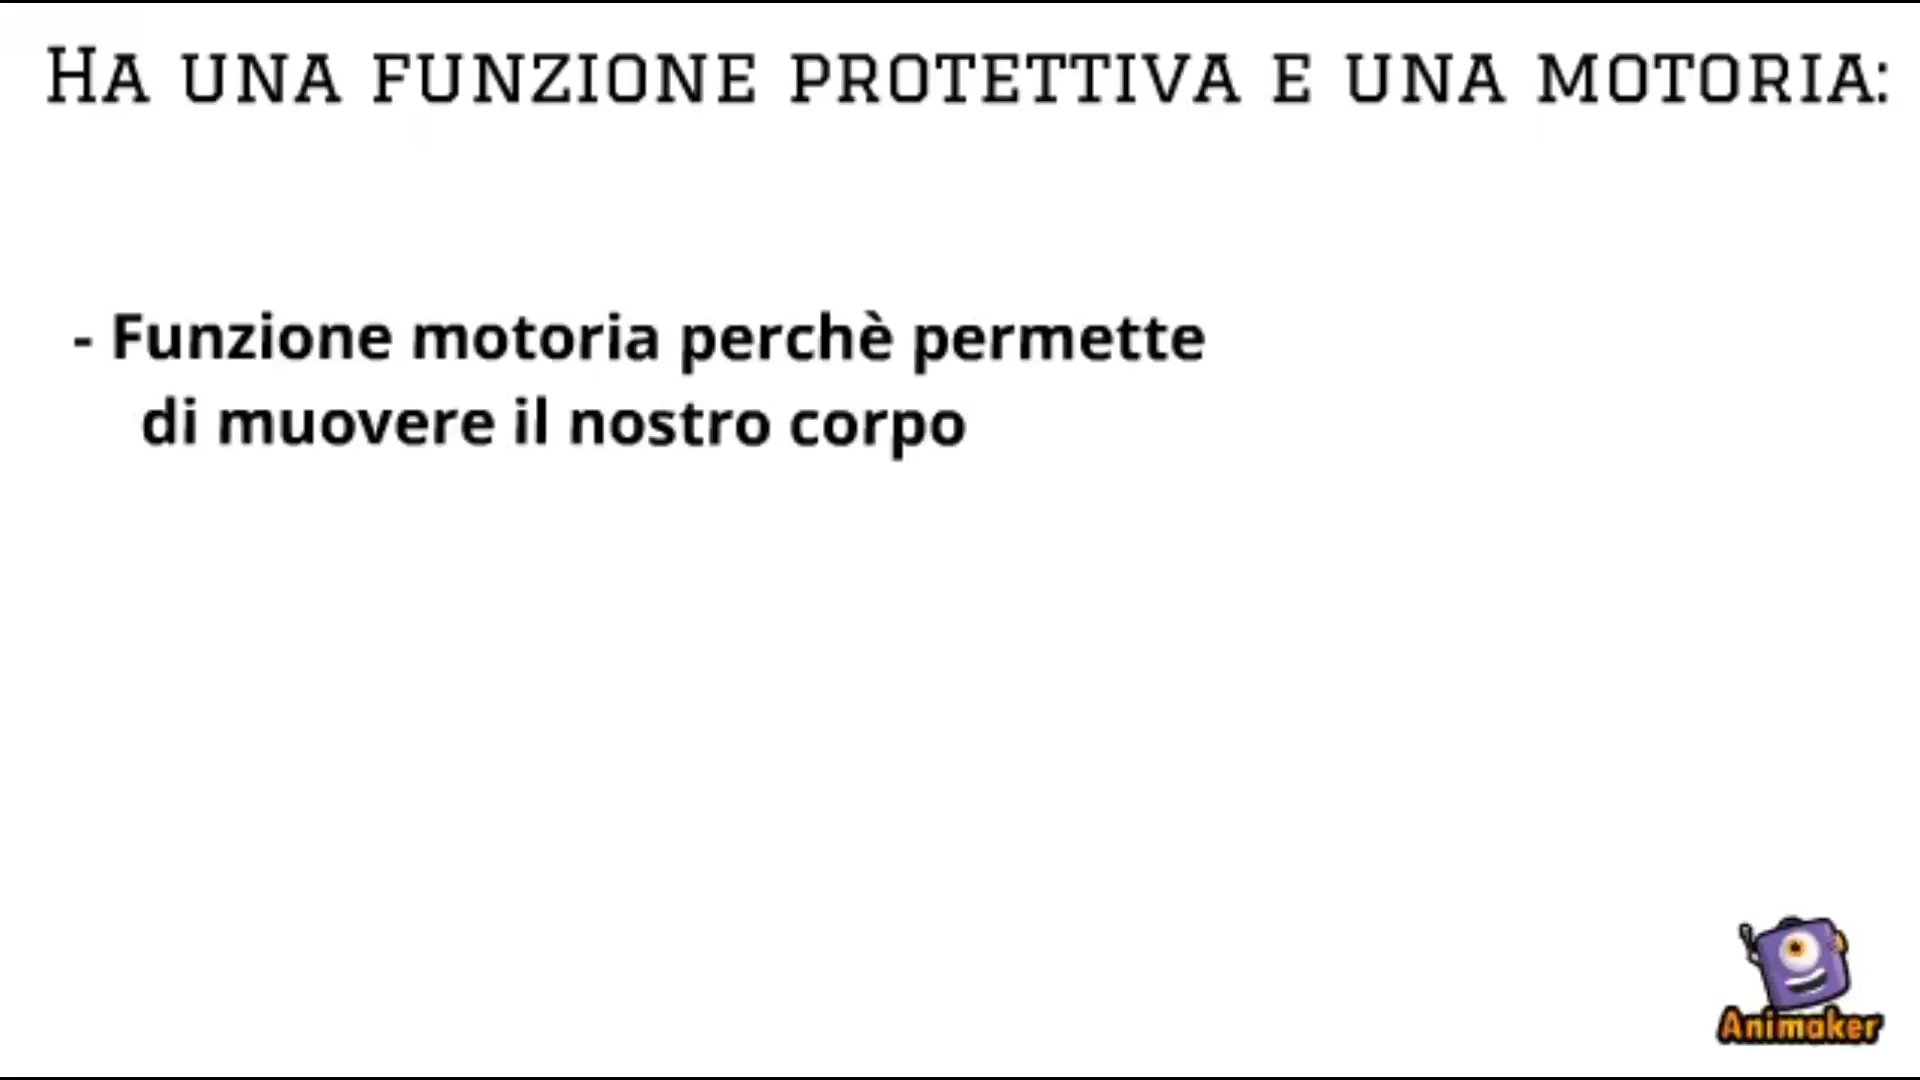 Ha una funzione protettiva e una motoria:
- Funzione motoria perchè permette
di muovere il nostro corpo
Animaker